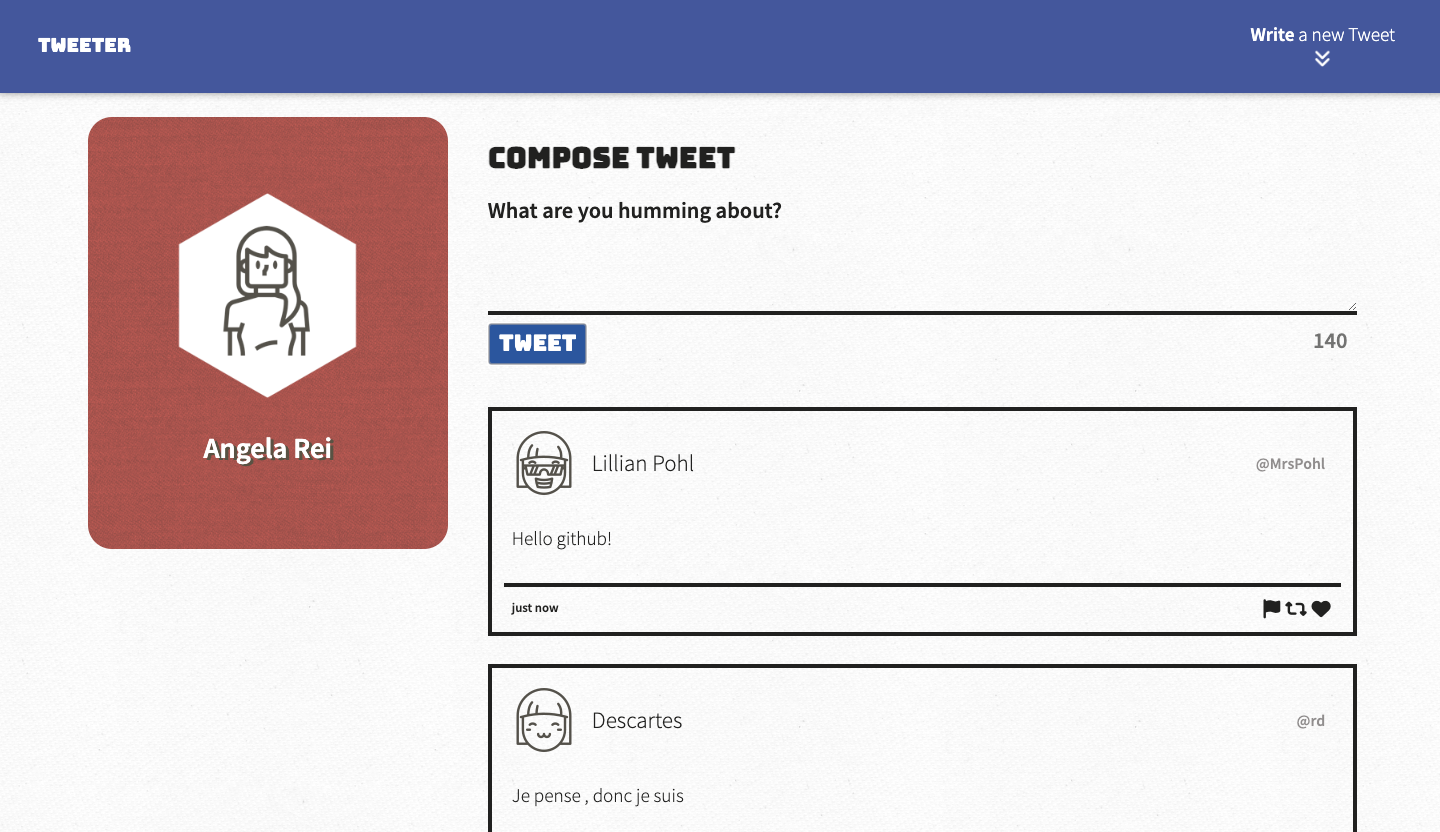 TWEETER
Write a new Tweet
Angela Rei
COMPOSE TWEET
What are you humming about?
TWEET
140
Lillian Pohl
@MrsPohl
Hello github!
just now
Descartes
@rd
Je pense , donc je suis